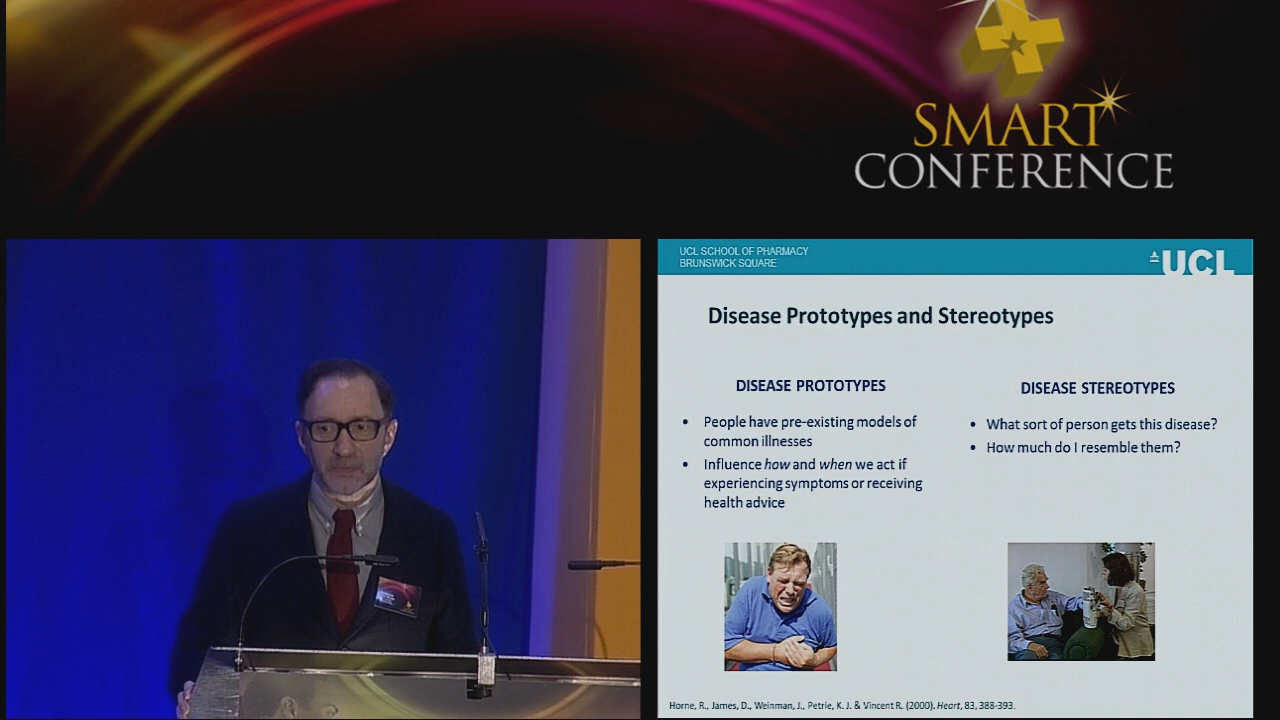 SMART
CONFERENCE
UCL SCHOOL OF PHARMACY
BRUNSWICK SQUARE
UCL
Disease Prototypes and Stereotypes
DISEASE PROTOTYPES
• People have pre-existing models of
common illnesses
• Influence how and when we act if
experiencing symptoms or receiving
health advice
DISEASE STEREOTYPES
• What sort of person gets this disease?
• How much do I resemble them?
Horne, R., James, D., Weinman, J., Petrie, K. J. & Vincent R. (2000). Heart, 83, 388-393.